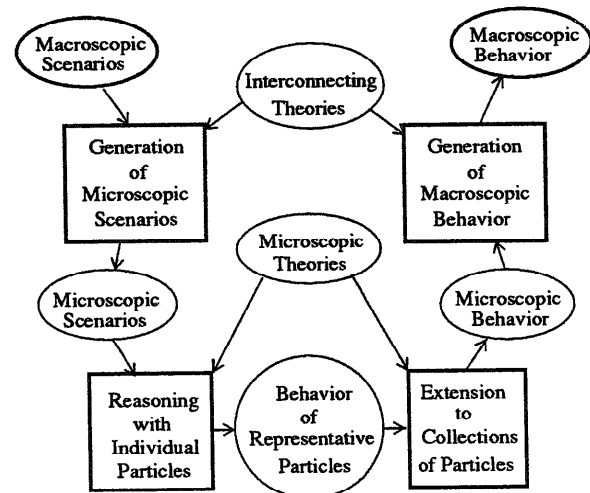 Macroscopic
Scenarios
Interconnecting
Theories
Macroscopic
Behavior
Generation
of
Microscopic
Scenarios
Generation
of
Macroscopic
Behavior
Microscopic
Theories
Microscopic
Scenarios
Microscopic
Behavior
Reasoning
with
Individual
Particles
Behavior
of
Representative
Particles
Extension
to
Collections
of Particles